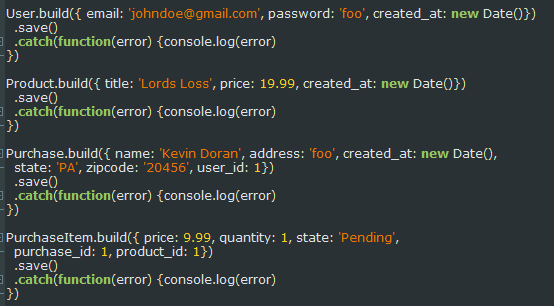 User.build({ email: 'johndoe@gmail.com', password: 'foo', created_at: new Date()})
.save()
.catch(function(error) {console.log(error)
})
Product.build({ title: 'Lords Loss', price: 19.99, created_at: new Date()})
.save()
.catch(function(error) {console.log(error)
})
Purchase.build({ name: 'Kevin Doran', address: 'foo', created_at: new Date(),
state: 'PA', zipcode: '20456', user_id: 1})
.save()
.catch(function(error) {console.log(error)
})
PurchaseItem.build({ price: 9.99, quantity: 1, state: 'Pending',
purchase_id: 1, product_id: 1})
.save()
.catch(function(error) {console.log(error)
})